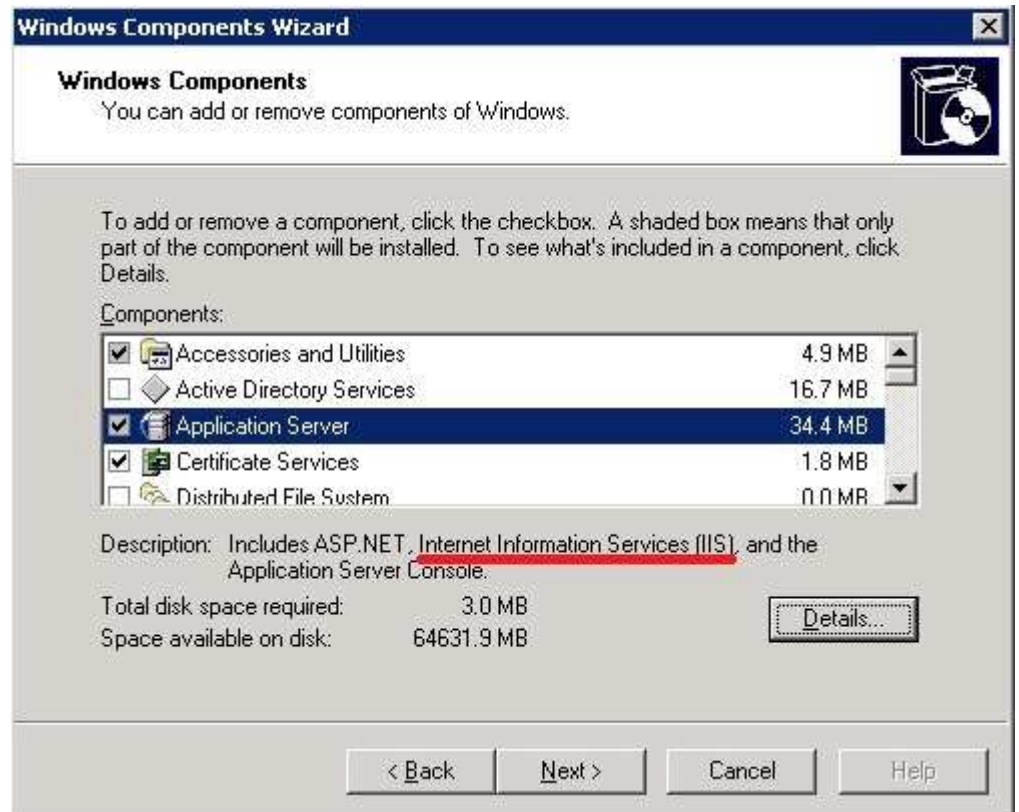 Windows Components Wizard
Windows Components
You can add or remove components of Windows.
To add or remove a component, click the checkbox. A shaded box means that only
part of the component will be installed. To see what's included in a component, click
Details.
Components:
Accessories and Utilities 4.9 MB
Active Directory Services 16.7 MB
Application Server 34.4 MB
Certificate Services 1.8 MB
Distributed File System 0.0 MB
Description: Includes ASP.NET, Internet Information Services (IIS), and the
Application Server Console.
Total disk space required: 3.0 MB
Space available on disk: 64631.9 MB
Details...
< Back Next > Cancel Help